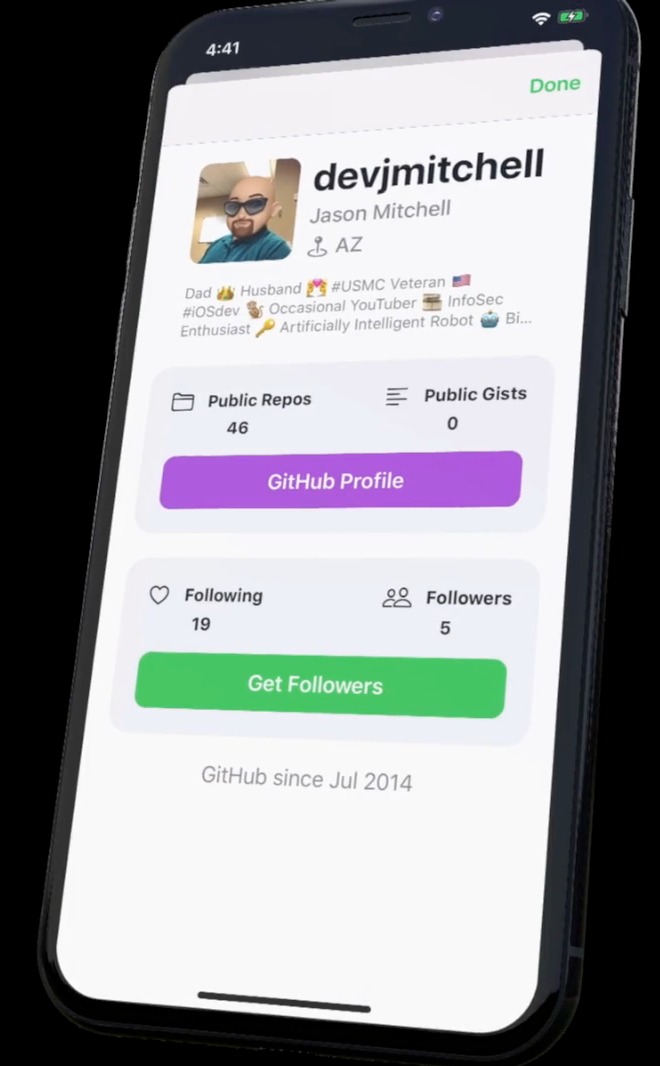 4:41
Done
devjmitchell
Jason Mitchell
AZ
Dad 👑 Husband 💏 #USMC Veteran 🇺🇸
#iOSdev 🐒 Occasional YouTuber 📼 InfoSec
Enthusiast 🔑 Artificially Intelligent Robot 🤖 Bi...
Public Repos
46
Public Gists
0
GitHub Profile
Following
19
Followers
5
Get Followers
GitHub since Jul 2014